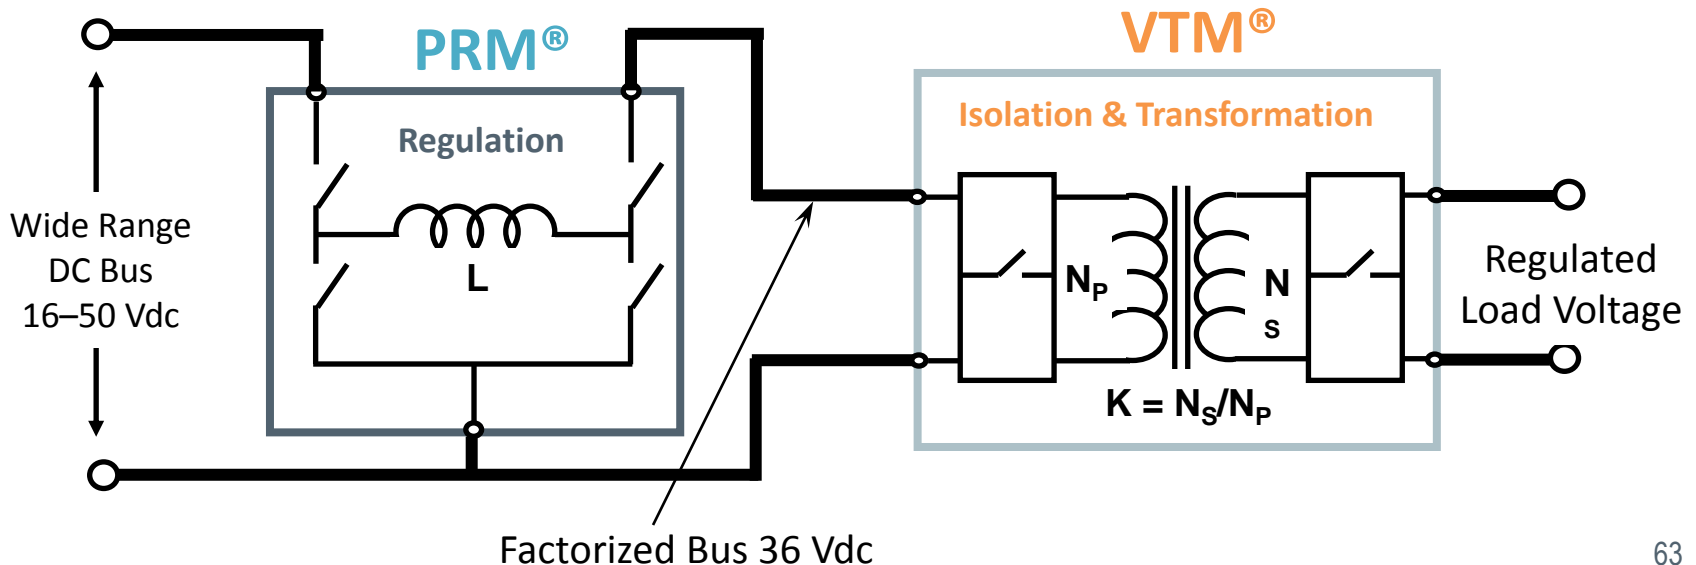 PRM®
VTM®
Regulation
Isolation & Transformation
Wide Range
DC Bus
16–50 Vdc
L
NP
N
S
K = NS/NP
Regulated
Load Voltage
Factorized Bus 36 Vdc
63